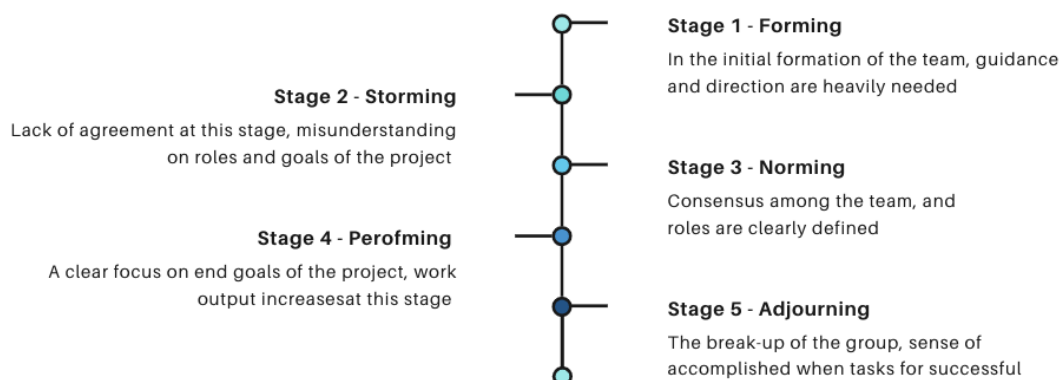 Stage 1 - Forming
In the initial formation of the team, guidance
and direction are heavily needed
Stage 2 - Storming
Lack of agreement at this stage, misunderstanding
on roles and goals of the project
Stage 3 - Norming
Consensus among the team, and
roles are clearly defined
Stage 4 - Perofming
A clear focus on end goals of the project, work
output increasesat this stage
Stage 5 - Adjourning
The break-up of the group, sense of
accomplished when tasks for successful